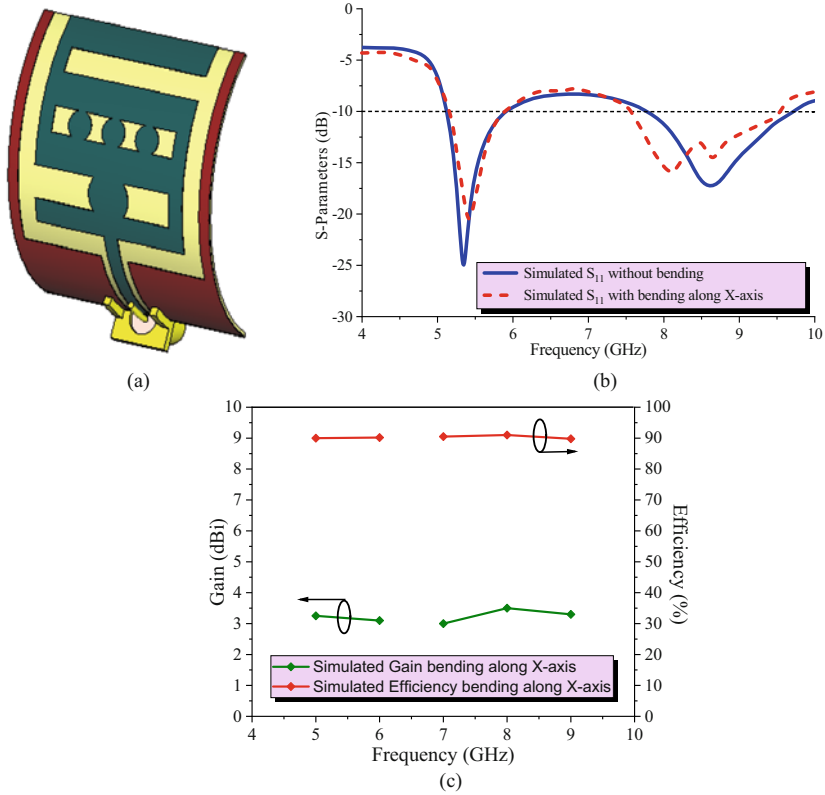 0
-5
-10
-15
-20
-25
-30
S-Parameters (dB)
Simulated S₁₁ without bending
Simulated S₁₁ with bending along X-axis
4 5 6 7 8 9 10
Frequency (GHz)
(a)
(b)
10
9
8
7
6
5
4
3
2
1
0
Gain (dBi)
100
90
80
70
60
50
40
30
20
10
0
Efficiency (%)
Simulated Gain bending along X-axis
Simulated Efficiency bending along X-axis
4 5 6 7 8 9 10
Frequency (GHz)
(c)